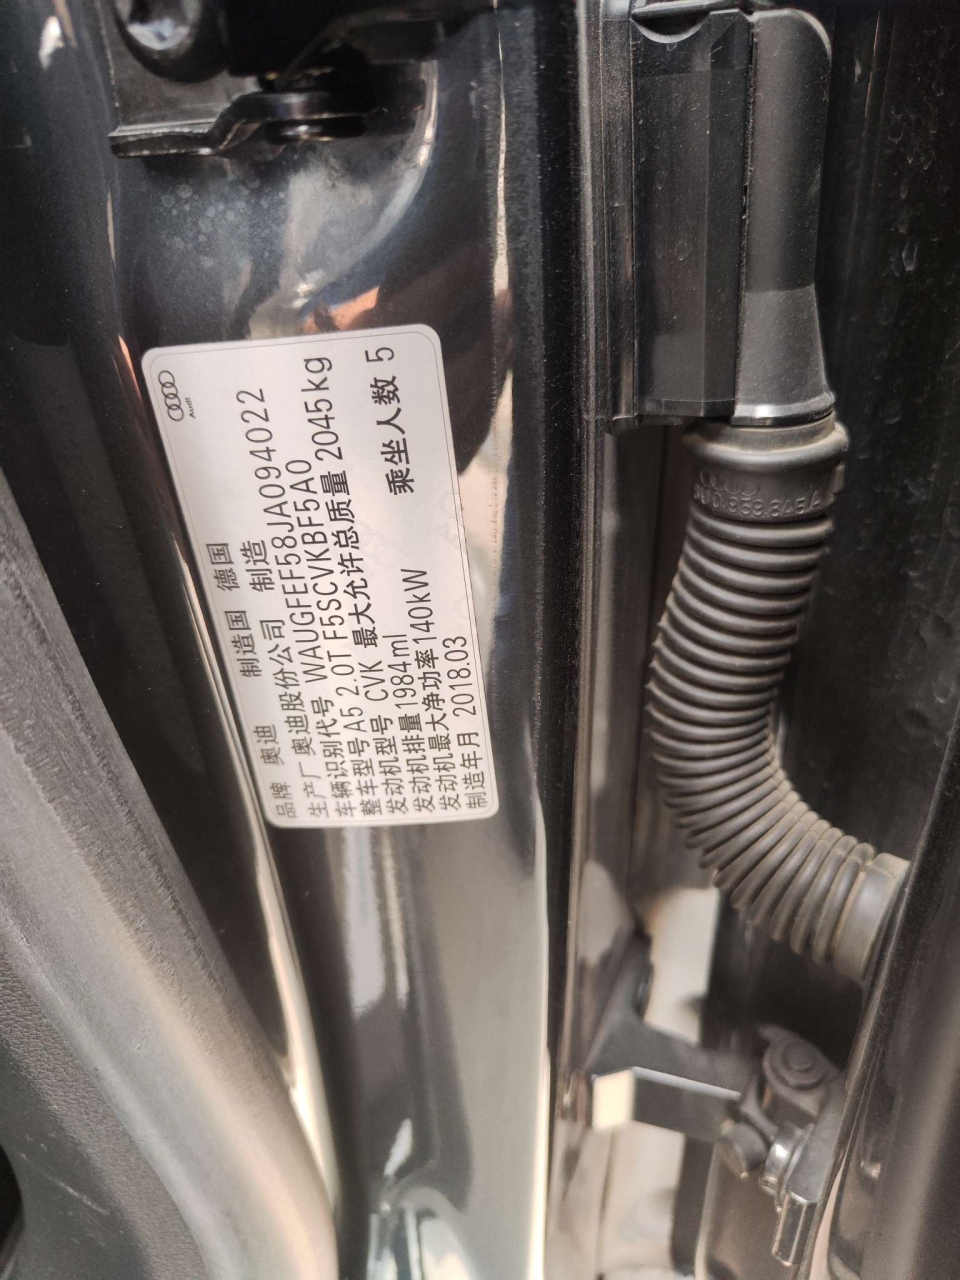 Audi
品牌 奥迪 制造国 德国
生产厂 奥迪股份公司 制造
车辆识别代号 WAUGFEF58JA094022
整车型号 A5 2.0T F5SCVKBF5A0
发动机型号 CVK 最大允许总质量 2045kg
发动机排量 1984ml
发动机最大净功率 140kW 乘坐人数 5
制造年月 2018.03